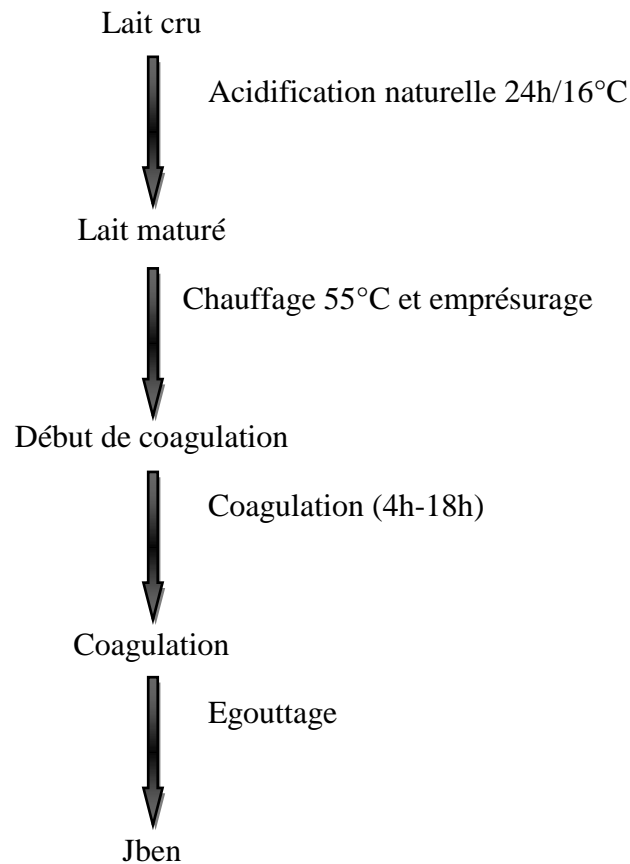 Lait cru
Acidification naturelle 24h/16°C
Lait maturé
Chauffage 55°C et emprésurage
Début de coagulation
Coagulation (4h-18h)
Coagulation
Egouttage
Jben